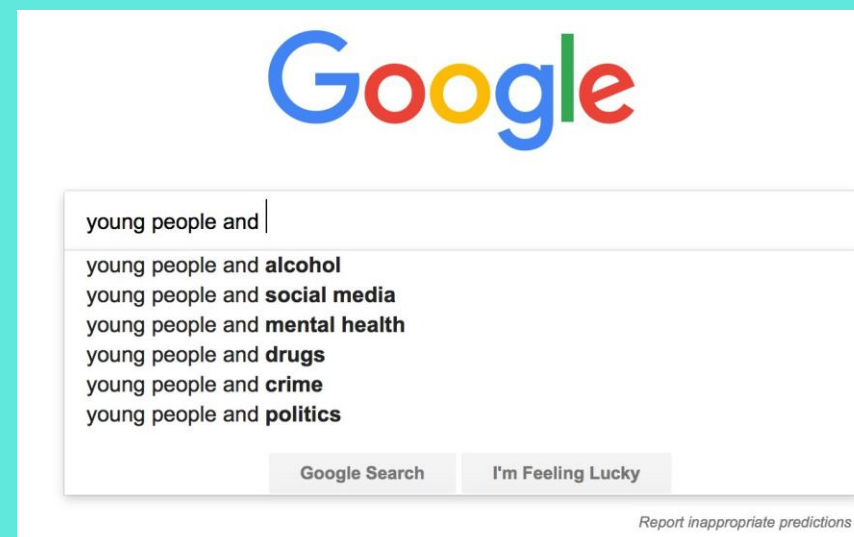 Google
young people and
young people and alcohol
young people and social media
young people and mental health
young people and drugs
young people and crime
young people and politics
Google Search I'm Feeling Lucky
Report inappropriate predictions